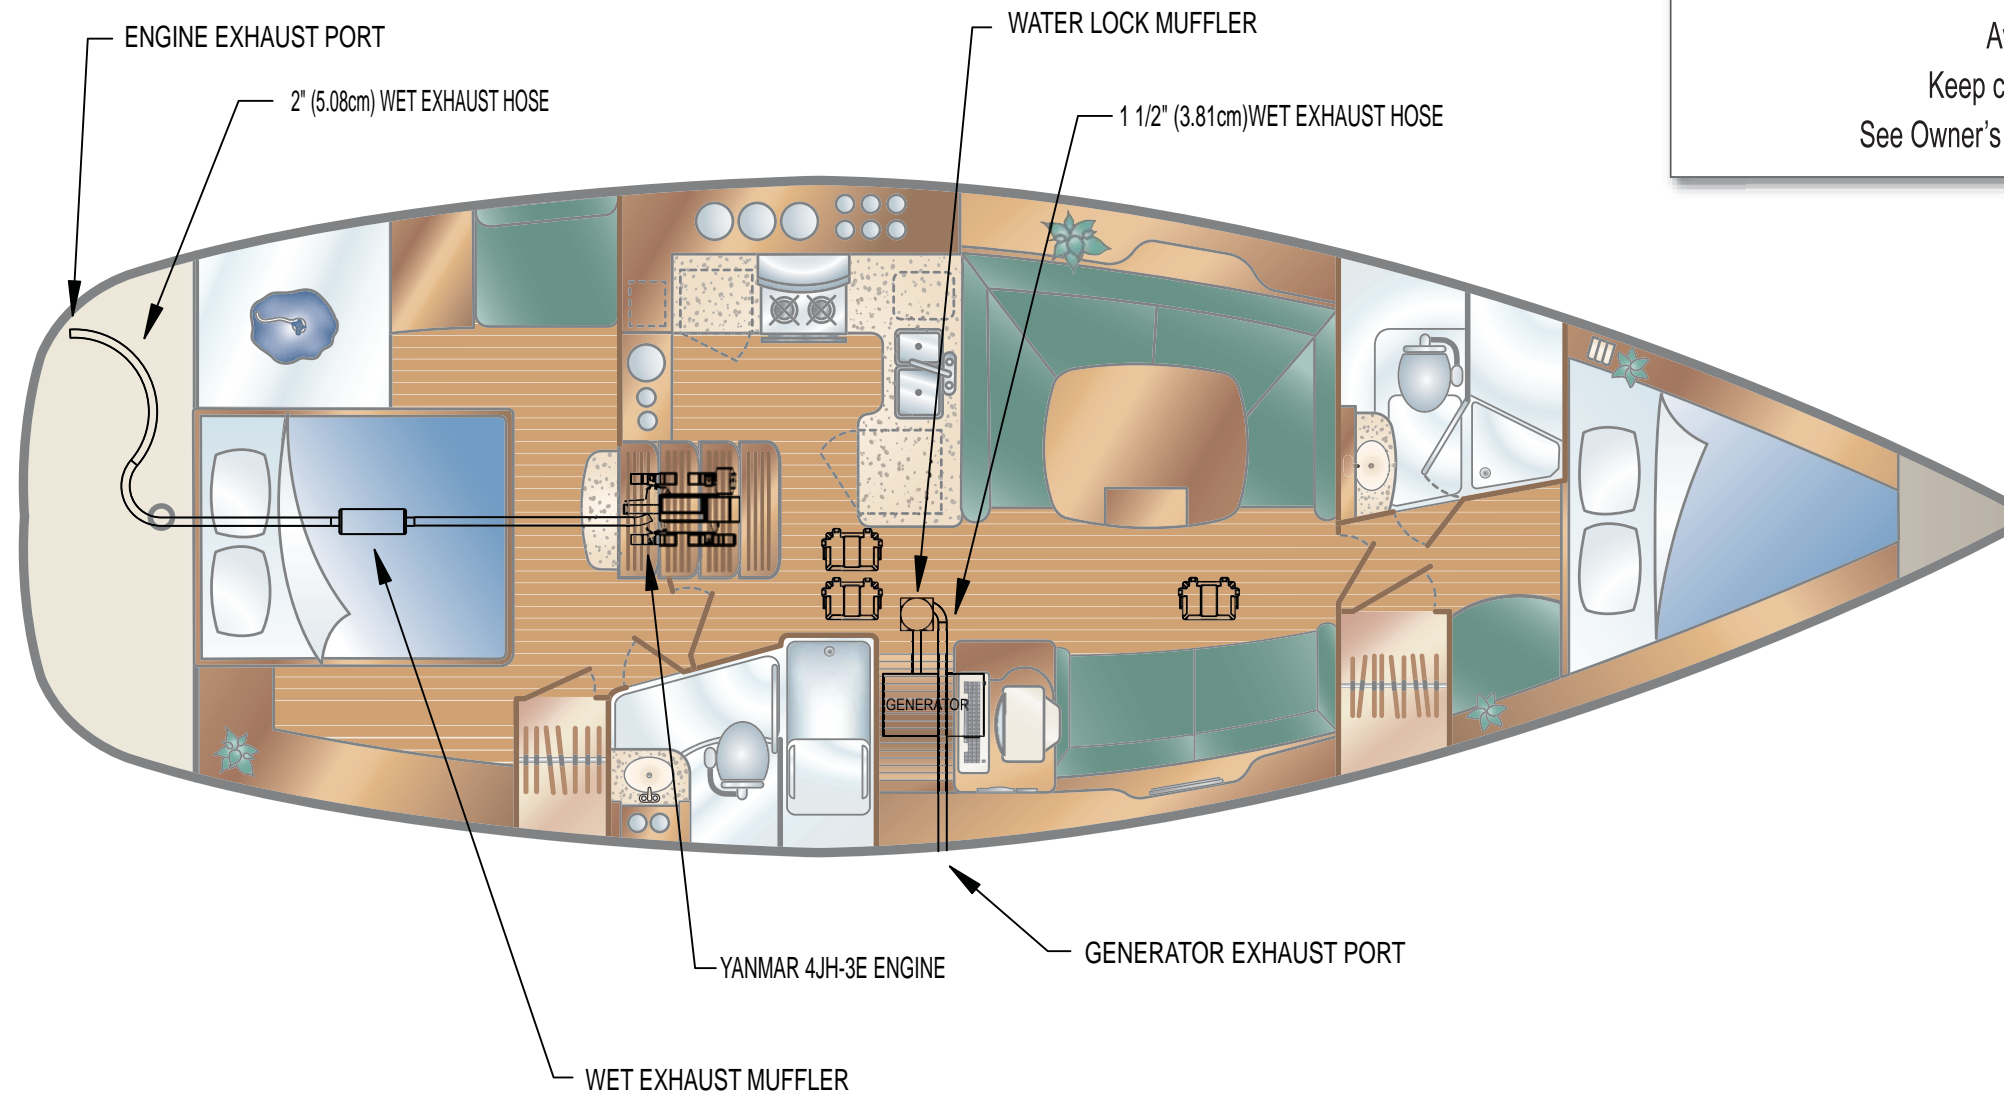 ENGINE EXHAUST PORT
WATER LOCK MUFFLER
2" (5.08cm) WET EXHAUST HOSE
1 1/2" (3.81cm)WET EXHAUST HOSE
Keep
See Owner’s
GENERATOR
YANMAR 4JH-3E ENGINE
GENERATOR EXHAUST PORT
WET EXHAUST MUFFLER